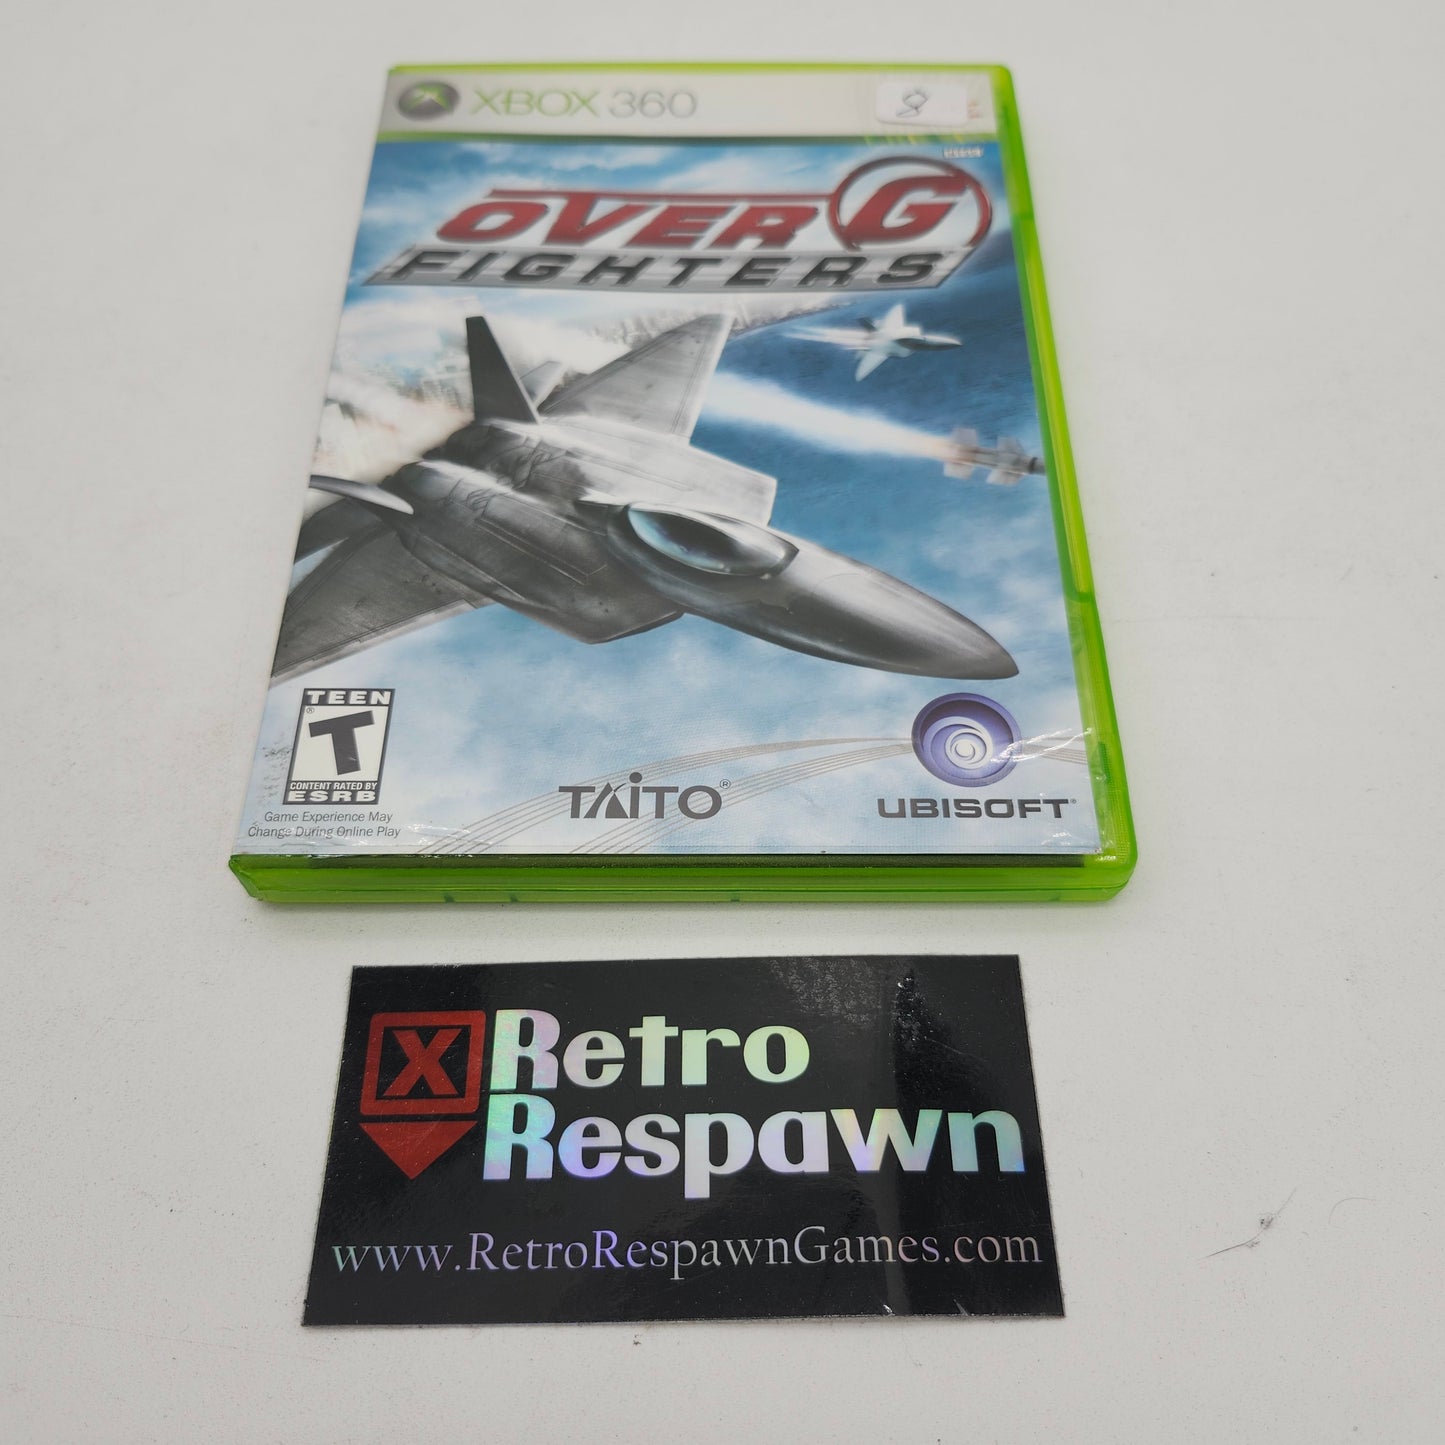 XBOX 360
8
OVER G
FIGHTERS
TEEN
T
®
CONTENT RATED BY
ESRB
Game Experience May
Change During Online Play
TAITO®
UBISOFT
X Retro
Respawn
www.RetroRespawnGames.com